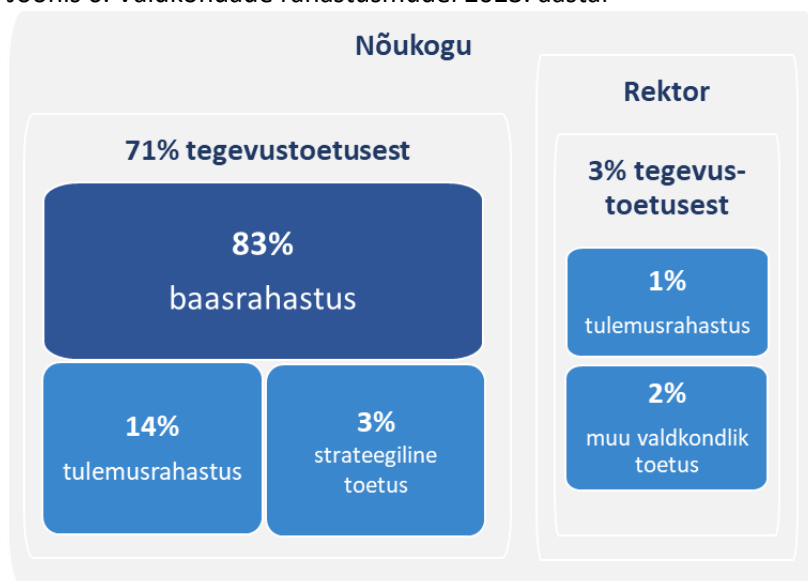 Nõukogu
71% tegevustoetusest
83%
baasrahastus
14%
tulemusrahastus
3%
strateegiline
toetus
Rektor
3% tegevus-
toetusest
1%
tulemusrahastus
2%
muu valdkondlik
toetus